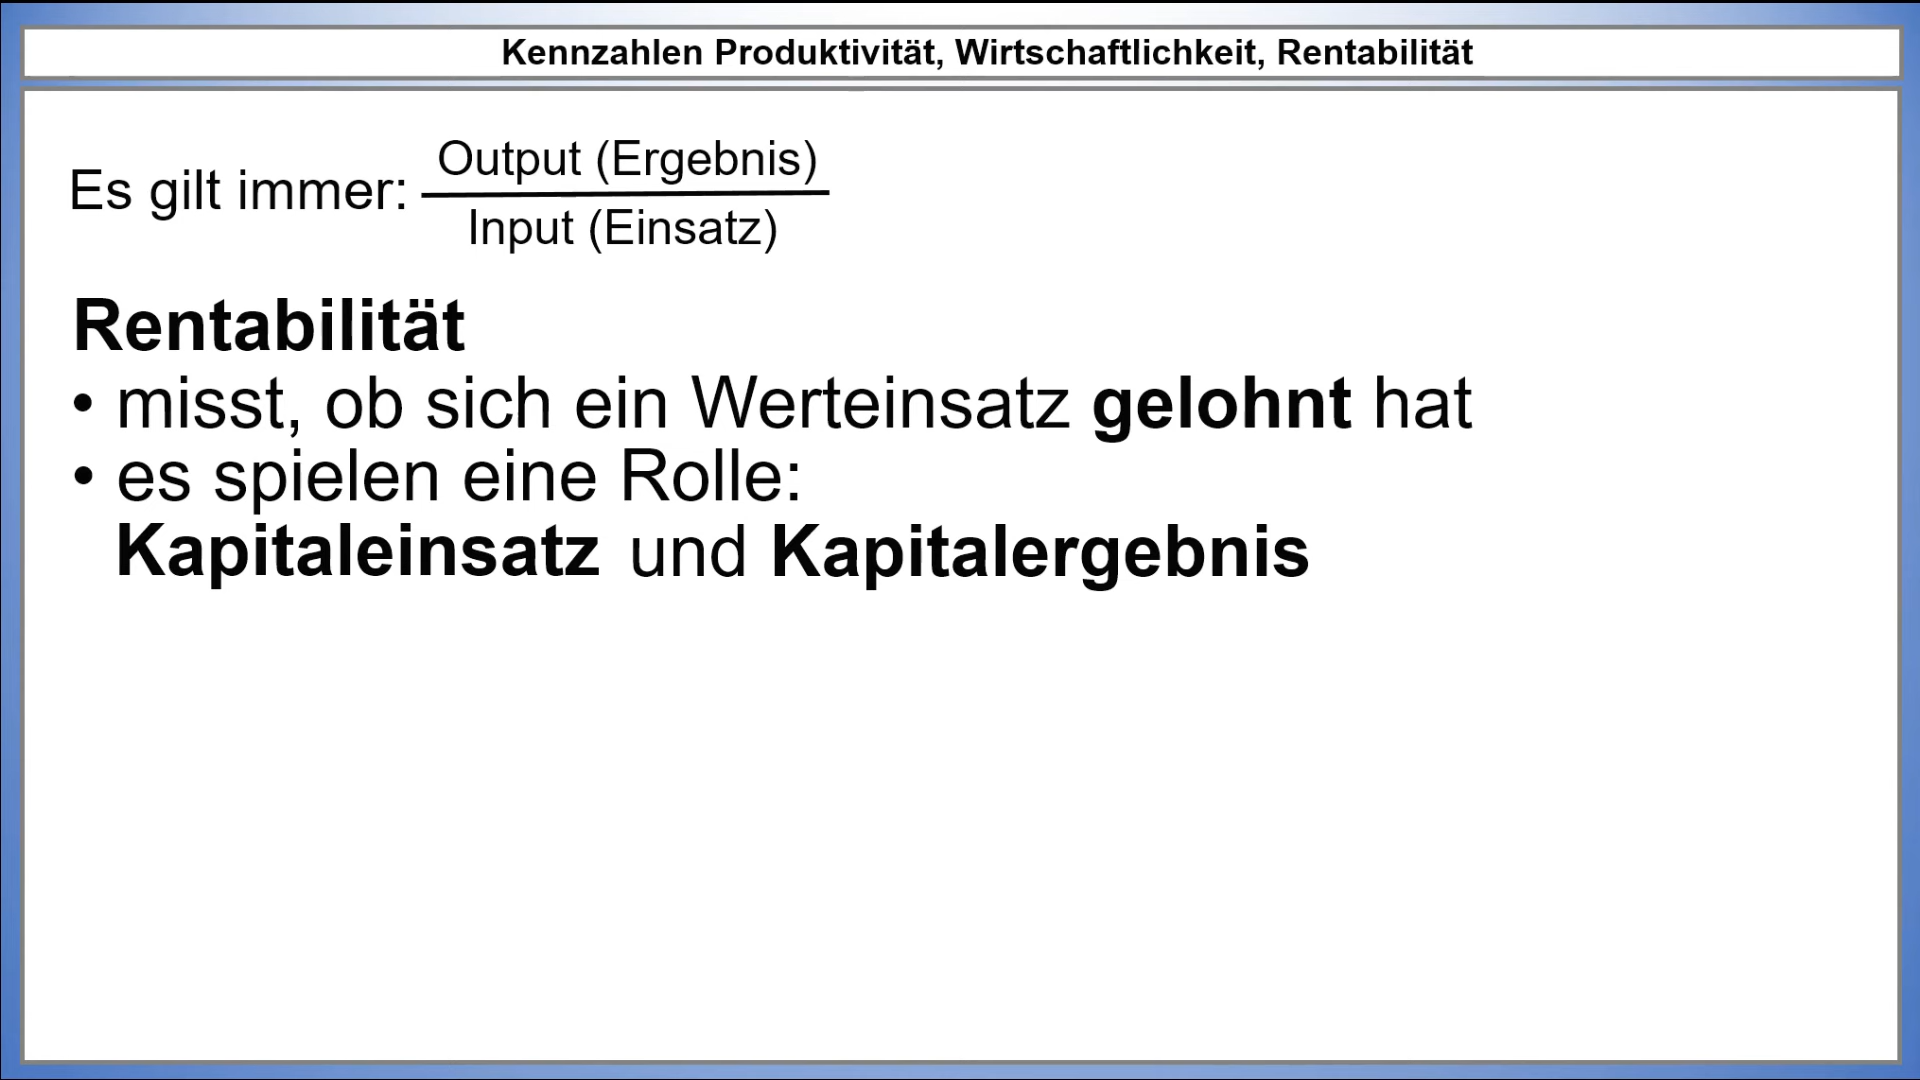 Kennzahlen Produktivität, Wirtschaftlichkeit, Rentabilität
Es gilt immer: Output (Ergebnis)
Input (Einsatz)
Rentabilität
• misst, ob sich ein Werteinsatz gelohnt hat
• es spielen eine Rolle:
Kapitaleinsatz und Kapitalergebnis